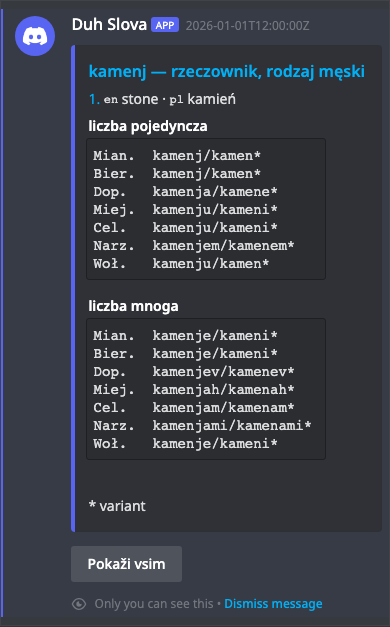 Duh Slova APP 2026-01-01T12:00:00Z
kamenj — rzeczownik, rodzaj męski
1. en stone · pl kamień
liczba pojedyncza
Mian. kamenj/kamen*
Bier. kamenj/kamen*
Dop. kamenja/kamene*
Miej. kamenju/kameni*
Cel. kamenju/kameni*
Narz. kamenjem/kamenem*
Woł. kamenju/kamen*
liczba mnoga
Mian. kamenje/kameni*
Bier. kamenje/kameni*
Dop. kamenjev/kamenev*
Miej. kamenjah/kamenah*
Cel. kamenjam/kamenam*
Narz. kamenjami/kamenami*
Woł. kamenje/kameni*
* variant
Pokaži vsim
Only you can see this • Dismiss message